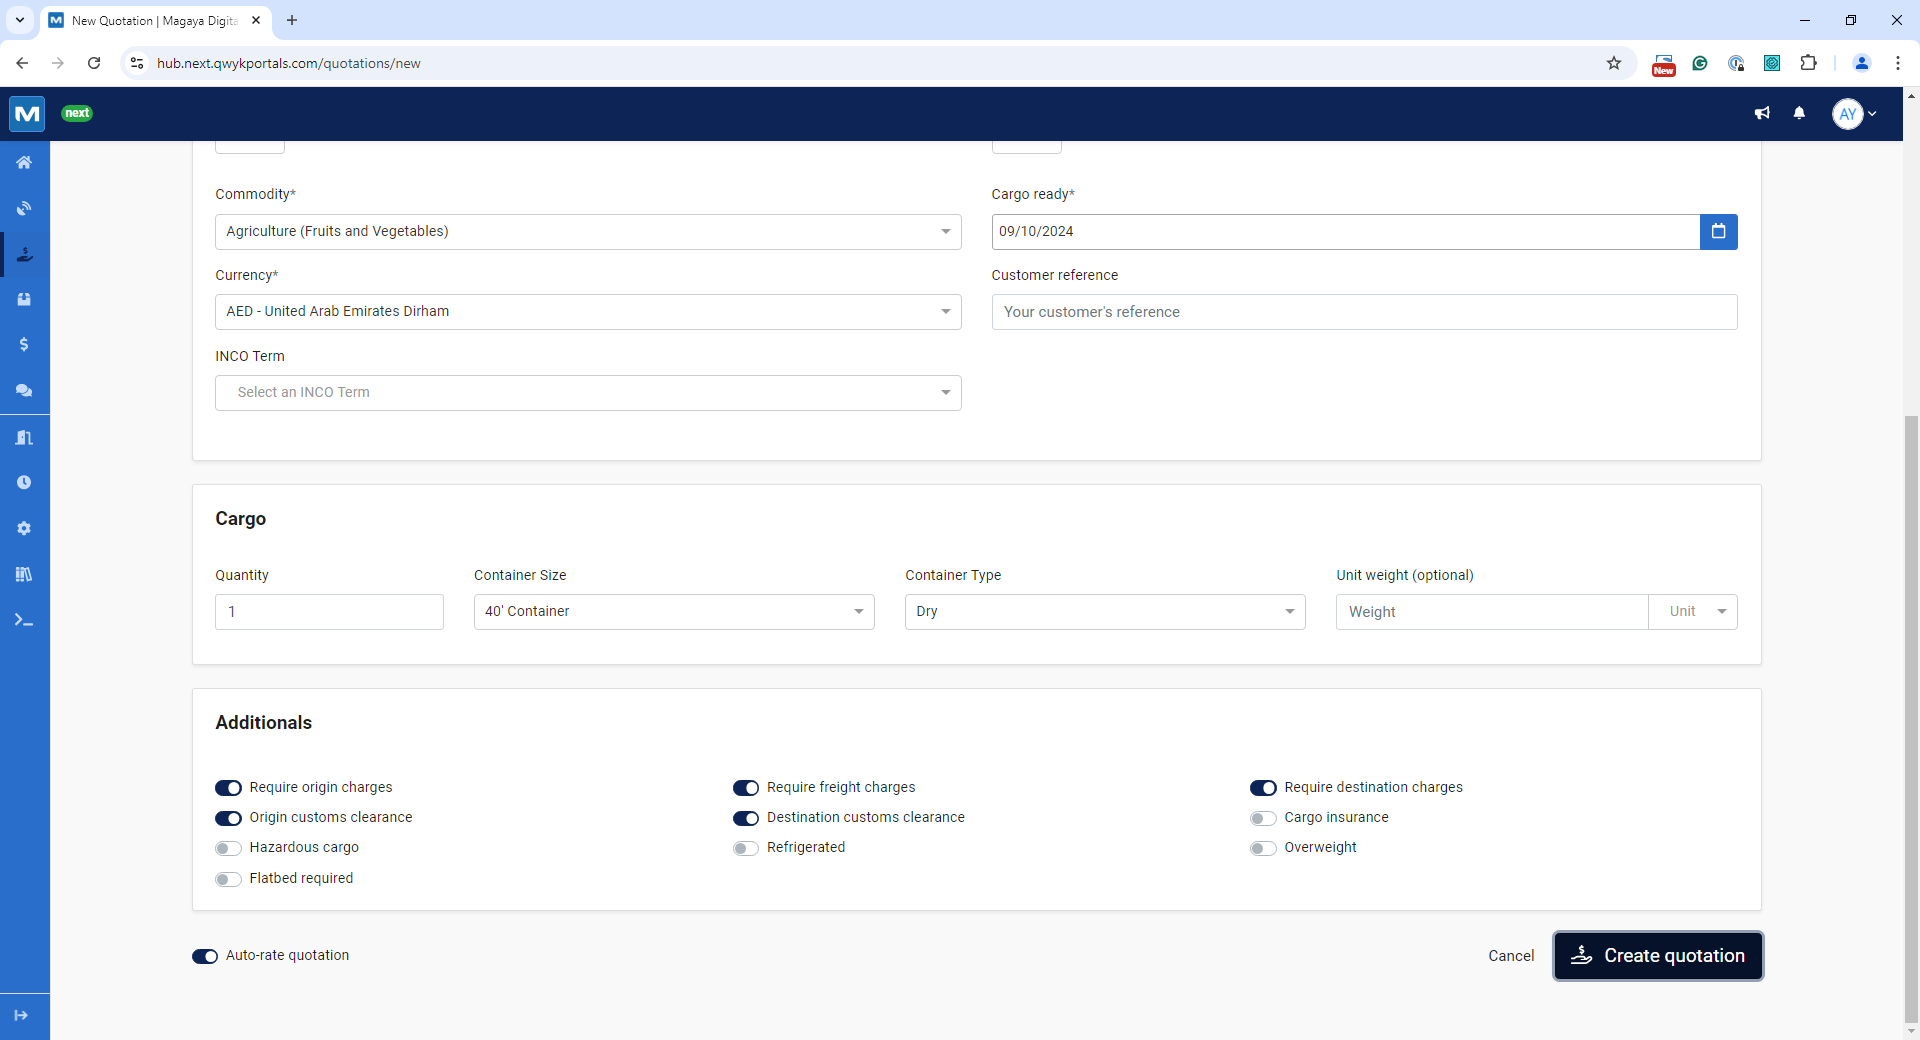 New Quotation | Magaya Digita
hub.next.qwykportals.com/quotations/new
New
M next
AY
Commodity*
Cargo ready*
Agriculture (Fruits and Vegetables)
09/10/2024
Currency*
Customer reference
AED - United Arab Emirates Dirham
Your customer's reference
INCO Term
Select an INCO Term
Cargo
Quantity
Container Size
Container Type
Unit weight (optional)
1
40' Container
Dry
Weight
Unit
Additionals
Require origin charges
Require freight charges
Require destination charges
Origin customs clearance
Destination customs clearance
Cargo insurance
Hazardous cargo
Refrigerated
Overweight
Flatbed required
Auto-rate quotation
Cancel
Create quotation